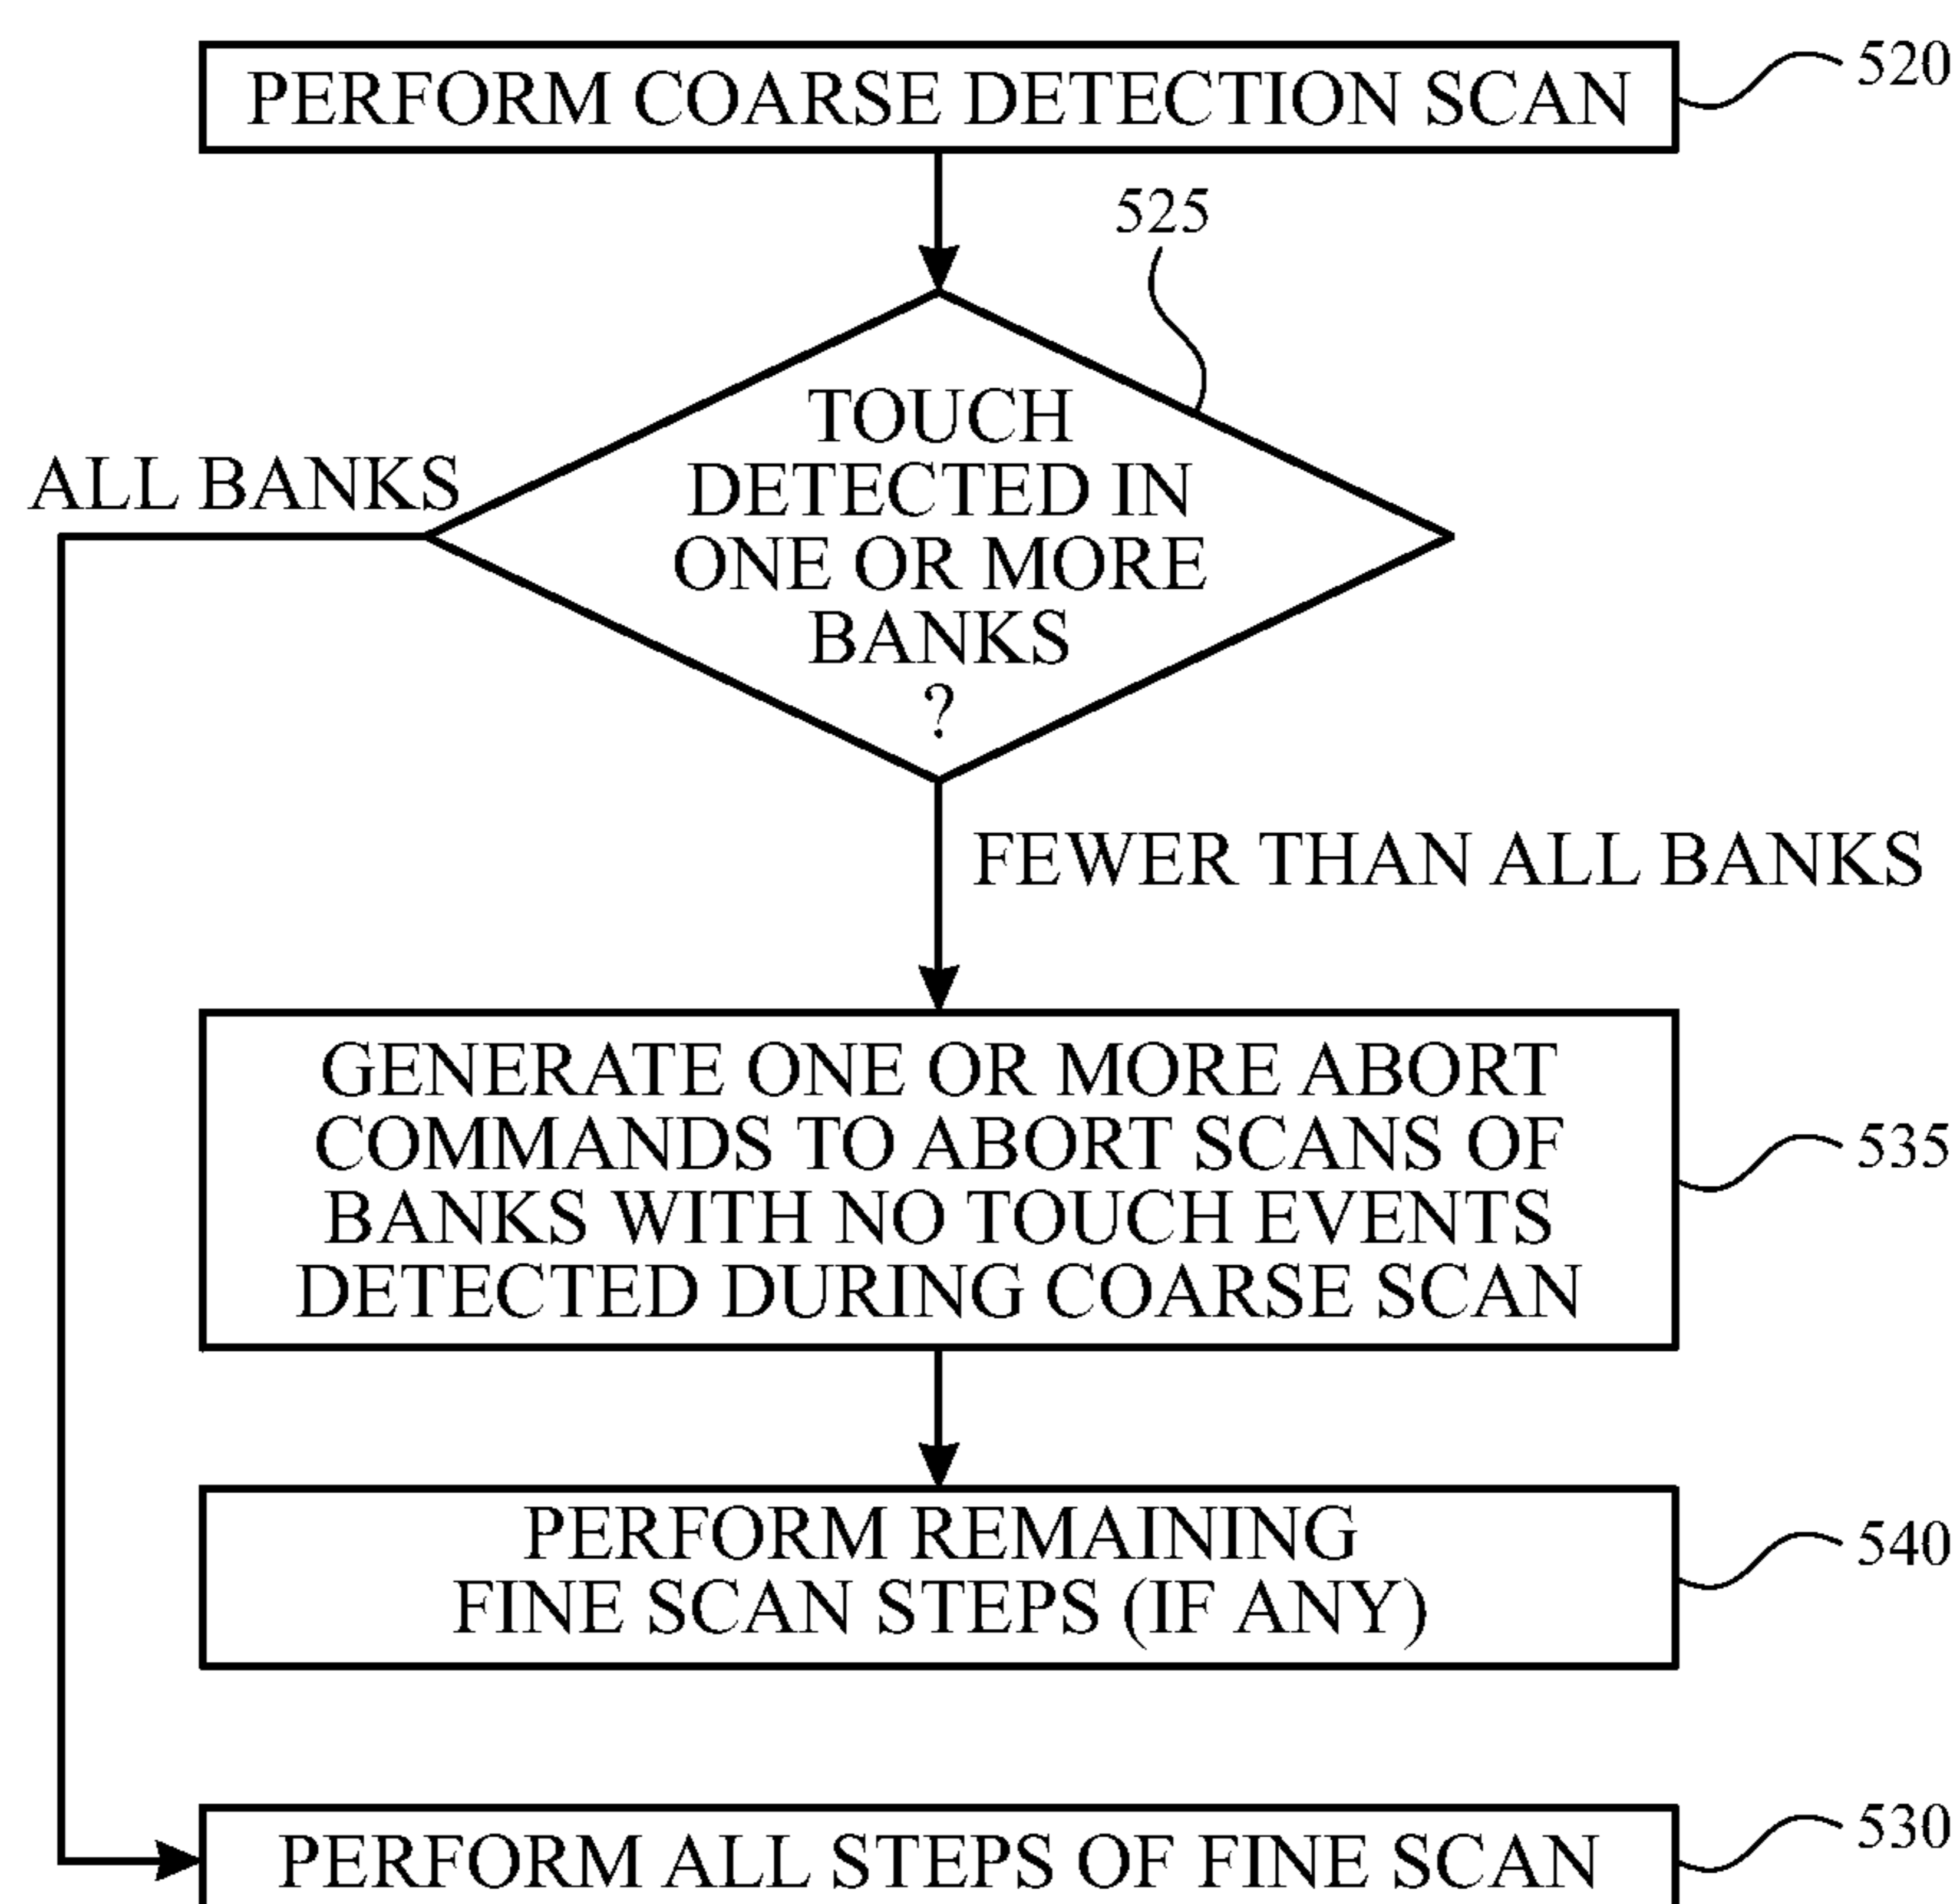 PERFORM COARSE DETECTION SCAN
520
525
TOUCH
DETECTED IN
ONE OR MORE
BANKS
?
ALL BANKS
FEWER THAN ALL BANKS
GENERATE ONE OR MORE ABORT
COMMANDS TO ABORT SCANS OF
BANKS WITH NO TOUCH EVENTS
DETECTED DURING COARSE SCAN
535
PERFORM REMAINING
FINE SCAN STEPS (IF ANY)
540
PERFORM ALL STEPS OF FINE SCAN
530